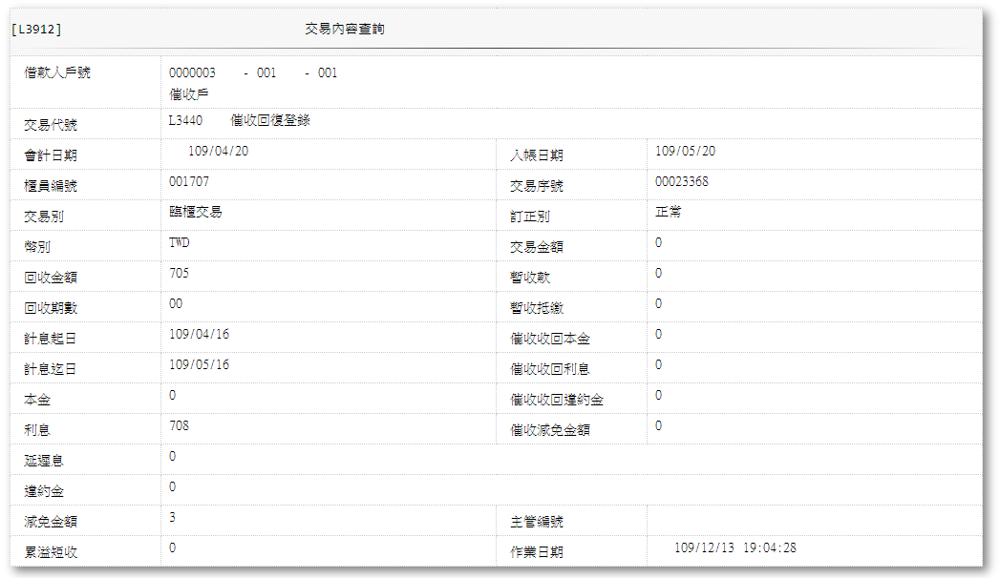 [L3912] 交易內容查詢
借款人戶號 0000003 - 001 - 001
催收戶
交易代號 L3440 催收回復登錄
會計日期 109/04/20 入帳日期 109/05/20
櫃員編號 001707 交易序號 00023368
交易別 臨櫃交易 訂正別 正常
幣別 TWD 交易金額 0
回收金額 705 暫收款 0
回收期數 00 暫收抵繳 0
計息起日 109/04/16 催收收回本金 0
計息迄日 109/05/16 催收收回利息 0
本金 0 催收收回違約金 0
利息 708 催收減免金額 0
延遲息 0
違約金 0
減免金額 3 主管編號
累溢短收 0 作業日期 109/12/13 19:04:28